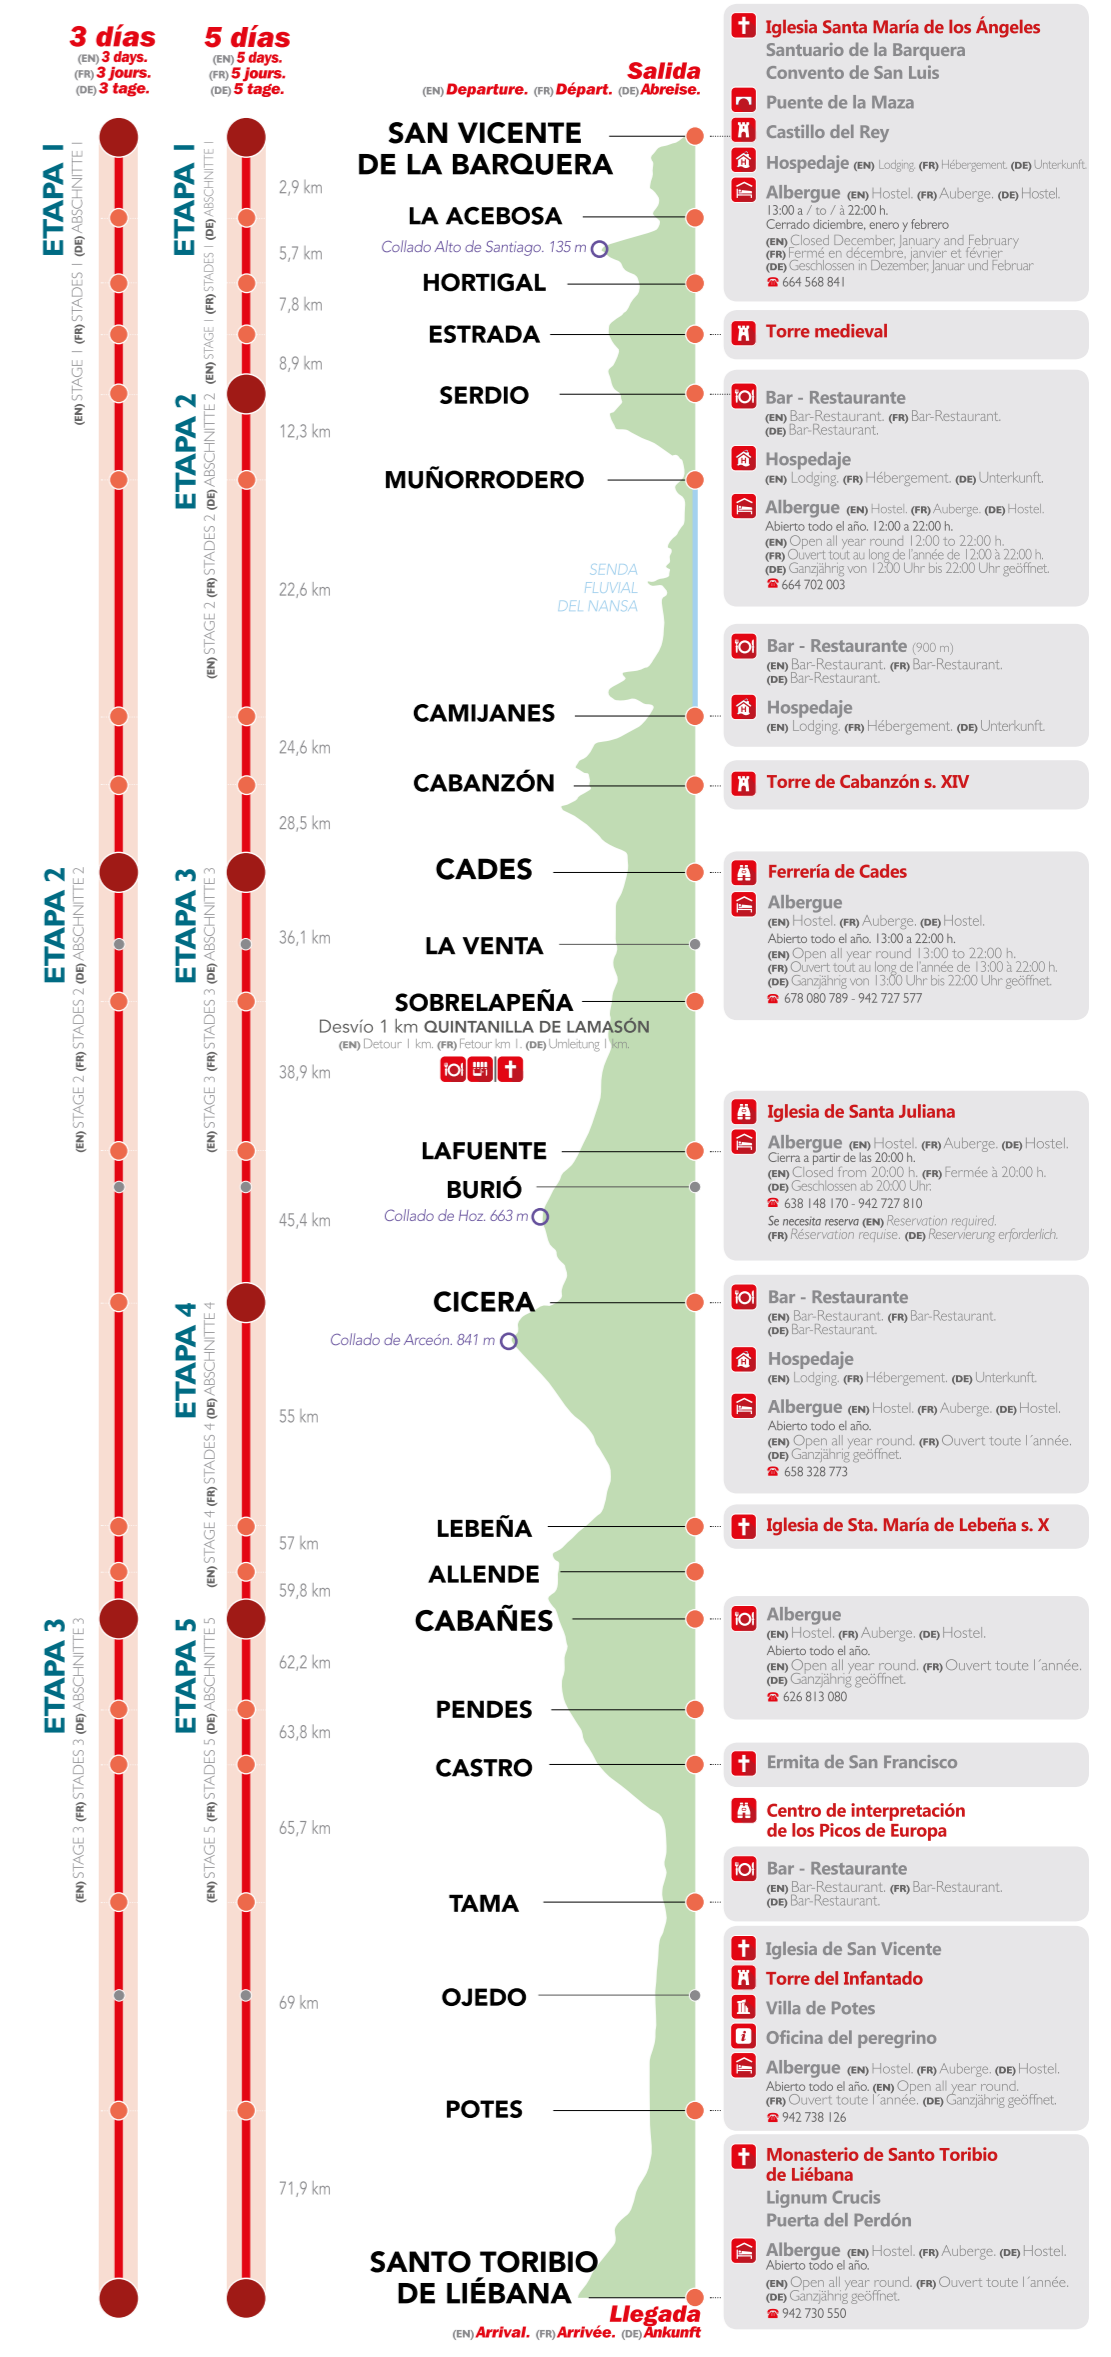 3 días
(EN) 3 days.
(FR) 3 jours.
(DE) 3 tage.
5 días
(EN) 5 days.
(FR) 5 jours.
(DE) 5 tage.
Salida
(EN) Departure. (FR) Départ. (DE) Abreise.
ETAPA 1
(EN) STAGE 1 (FR) STADES 1 (DE) ABSCHNITTE 1
ETAPA 2
(EN) STAGE 2 (FR) STADES 2 (DE) ABSCHNITTE 2
ETAPA 3
(EN) STAGE 3 (FR) STADES 3 (DE) ABSCHNITTE 3
ETAPA 1
(EN) STAGE 1 (FR) STADES 1 (DE) ABSCHNITTE 1
ETAPA 2
(EN) STAGE 2 (FR) STADES 2 (DE) ABSCHNITTE 2
ETAPA 3
(EN) STAGE 3 (FR) STADES 3 (DE) ABSCHNITTE 3
ETAPA 4
(EN) STAGE 4 (FR) STADES 4 (DE) ABSCHNITTE 4
ETAPA 5
(EN) STAGE 5 (FR) STADES 5 (DE) ABSCHNITTE 5
SAN VICENTE
DE LA BARQUERA
2,9 km
LA ACEBOSA
Collado Alto de Santiago. 135 m
5,7 km
HORTIGAL
7,8 km
ESTRADA
8,9 km
SERDIO
12,3 km
MUÑORRODERO
SENDA
FLUVIAL
DEL NANSA
22,6 km
CAMIJANES
24,6 km
CABANZÓN
28,5 km
CADES
36,1 km
LA VENTA
SOBRELAPEÑA
Desvío 1 km QUINTANILLA DE LAMASÓN
(EN) Detour 1 km. (FR) Fetour km 1. (DE) Umleitung 1 km.
38,9 km
LAFUENTE
BURIÓ
Collado de Hoz. 663 m
45,4 km
CICERA
Collado de Arceón. 841 m
55 km
LEBEÑA
57 km
ALLENDE
59,8 km
CABAÑES
62,2 km
PENDES
63,8 km
CASTRO
65,7 km
TAMA
OJEDO
69 km
POTES
71,9 km
SANTO TORIBIO
DE LIÉBANA
Llegada
(EN) Arrival. (FR) Arrivée. (DE) Ankunft
Iglesia Santa María de los Ángeles
Santuario de la Barquera
Convento de San Luis
Puente de la Maza
Castillo del Rey
Hospedaje (EN) Lodging. (FR) Hébergement. (DE) Unterkunft.
Albergue (EN) Hostel. (FR) Auberge. (DE) Hostel.
13:00 a / to / à 22:00 h.
Cerrado diciembre, enero y febrero
(EN) Closed December, January and February
(FR) Fermé en décembre, janvier et février
(DE) Geschlossen in Dezember, Januar und Februar
664 568 841
Torre medieval
Bar - Restaurante
(EN) Bar-Restaurant. (FR) Bar-Restaurant.
(DE) Bar-Restaurant.
Hospedaje
(EN) Lodging. (FR) Hébergement. (DE) Unterkunft.
Albergue (EN) Hostel. (FR) Auberge. (DE) Hostel.
Abierto todo el año. 12:00 a 22:00 h.
(EN) Open all year round 12:00 to 22:00 h.
(FR) Ouvert tout au long de l'année de 12:00 à 22:00 h.
(DE) Ganzjährig von 12:00 Uhr bis 22:00 Uhr geöffnet.
664 702 003
Bar - Restaurante (900 m)
(EN) Bar-Restaurant. (FR) Bar-Restaurant.
(DE) Bar-Restaurant.
Hospedaje
(EN) Lodging. (FR) Hébergement. (DE) Unterkunft.
Torre de Cabanzón s. XIV
Ferrería de Cades
Albergue
(EN) Hostel. (FR) Auberge. (DE) Hostel.
Abierto todo el año. 13:00 a 22:00 h.
(EN) Open all year round 13:00 to 22:00 h.
(FR) Ouvert tout au long de l'année de 13:00 à 22:00 h.
(DE) Ganzjährig von 13:00 Uhr bis 22:00 Uhr geöffnet.
678 080 789 - 942 727 577
Iglesia de Santa Juliana
Albergue (EN) Hostel. (FR) Auberge. (DE) Hostel.
Cierra a partir de las 20:00 h.
(EN) Closed from 20:00 h. (FR) Fermée à 20:00 h.
(DE) Geschlossen ab 20:00 Uhr.
638 148 170 - 942 727 810
Se necesita reserva (EN) Reservation required.
(FR) Réservation requise. (DE) Reservierung erforderlich.
Bar - Restaurante
(EN) Bar-Restaurant. (FR) Bar-Restaurant.
(DE) Bar-Restaurant.
Hospedaje
(EN) Lodging. (FR) Hébergement. (DE) Unterkunft.
Albergue (EN) Hostel. (FR) Auberge. (DE) Hostel.
Abierto todo el año.
(EN) Open all year round. (FR) Ouvert toute l´année.
(DE) Ganzjährig geöffnet.
658 328 773
Iglesia de Sta. María de Lebeña s. X
Albergue
(EN) Hostel. (FR) Auberge. (DE) Hostel.
Abierto todo el año.
(EN) Open all year round. (FR) Ouvert toute l´année.
(DE) Ganzjährig geöffnet.
626 813 080
Ermita de San Francisco
Centro de interpretación
de los Picos de Europa
Bar - Restaurante
(EN) Bar-Restaurant. (FR) Bar-Restaurant.
(DE) Bar-Restaurant.
Iglesia de San Vicente
Torre del Infantado
Villa de Potes
Oficina del peregrino
Albergue (EN) Hostel. (FR) Auberge. (DE) Hostel.
Abierto todo el año. (EN) Open all year round.
(FR) Ouvert toute l´année. (DE) Ganzjährig geöffnet.
942 738 126
Monasterio de Santo Toribio
de Liébana
Lignum Crucis
Puerta del Perdón
Albergue (EN) Hostel. (FR) Auberge. (DE) Hostel.
Abierto todo el año.
(EN) Open all year round. (FR) Ouvert toute l´année.
(DE) Ganzjährig geöffnet.
942 730 550